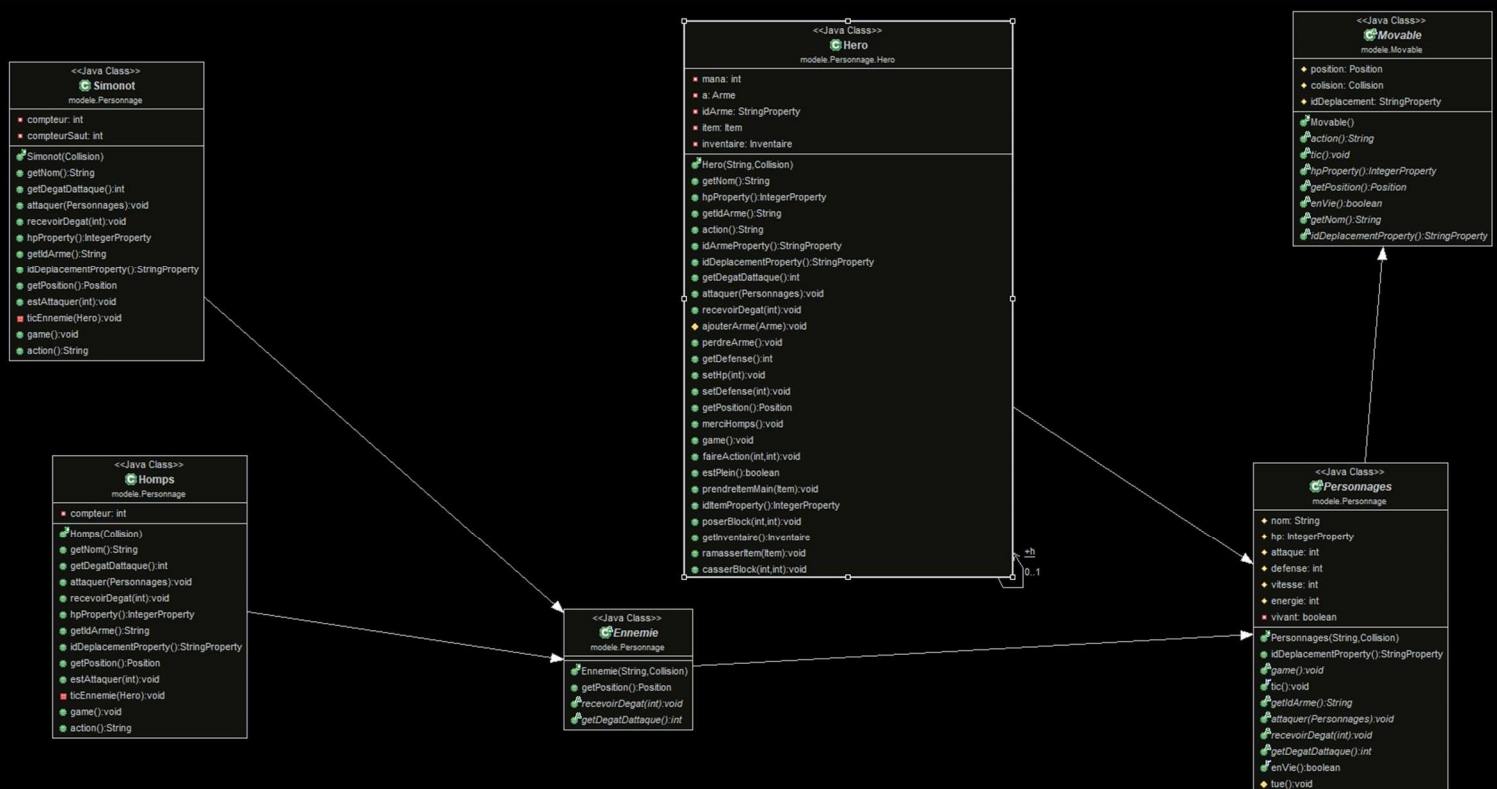 <<Java Class>>
Simonot
modele.Personnage
compteur: int
compteurSaut: int
Simonot(Collision)
getNom():String
getDegatDattaque():int
attaquer(Personnages):void
recevoirDegat(int):void
hpProperty():IntegerProperty
getIdArme():String
idDeplacementProperty():StringProperty
getPosition():Position
estAttaquer(int):void
ticEnnemie(Hero):void
game():void
action():String
<<Java Class>>
Homps
modele.Personnage
compteur: int
Homps(Collision)
getNom():String
getDegatDattaque():int
attaquer(Personnages):void
recevoirDegat(int):void
hpProperty():IntegerProperty
getIdArme():String
idDeplacementProperty():StringProperty
getPosition():Position
estAttaquer(int):void
ticEnnemie(Hero):void
game():void
action():String
<<Java Class>>
Hero
modele.Personnage.Hero
mana: int
a: Arme
idArme: StringProperty
item: Item
inventaire: Inventaire
Hero(String,Collision)
getNom():String
hpProperty():IntegerProperty
getIdArme():String
action():String
idArmeProperty():StringProperty
idDeplacementProperty():StringProperty
getDegatDattaque():int
attaquer(Personnages):void
recevoirDegat(int):void
ajouterArme(Arme):void
perdreArme():void
getDefense():int
setHp(int):void
setDefense(int):void
getPosition():Position
merciHomps():void
game():void
faireAction(int,int):void
estPlein():boolean
prendreItemMain(Item):void
idItemProperty():IntegerProperty
poserBlock(int,int):void
getInventaire():Inventaire
ramasserItem(Item):void
casserBlock(int,int):void
+h
0..1
<<Java Class>>
Ennemie
modele.Personnage
Ennemie(String,Collision)
getPosition():Position
recevoirDegat(int):void
getDegatDattaque():int
<<Java Class>>
Movable
modele.Movable
position: Position
colision: Collision
idDeplacement: StringProperty
Movable()
action():String
tic():void
hpProperty():IntegerProperty
getPosition():Position
enVie():boolean
getNom():String
idDeplacementProperty():StringProperty
<<Java Class>>
Personnages
modele.Personnage
nom: String
hp: IntegerProperty
attaque: int
defense: int
vitesse: int
energie: int
vivant: boolean
Personnages(String,Collision)
idDeplacementProperty():StringProperty
game():void
tic():void
getIdArme():String
attaquer(Personnages):void
recevoirDegat(int):void
getDegatDattaque():int
enVie():boolean
tue():void